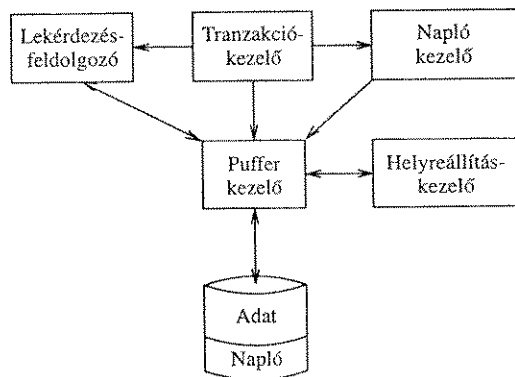 Lekérdezés-
feldolgozó
Tranzakció-
kezelő
Napló
kezelő
Puffer
kezelő
Helyreállítás-
kezelő
Adat
Napló